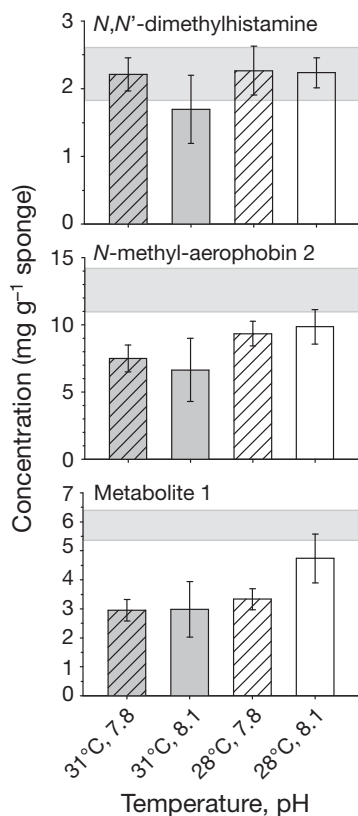 N,N′-dimethylhistamine
3
2
1
0
N-methyl-aerophobin 2
15
10
5
0
Metabolite 1
7
6
5
4
3
2
1
0
Concentration (mg g–1 sponge)
31°C, 7.8
31°C, 8.1
28°C, 7.8
28°C, 8.1
Temperature, pH